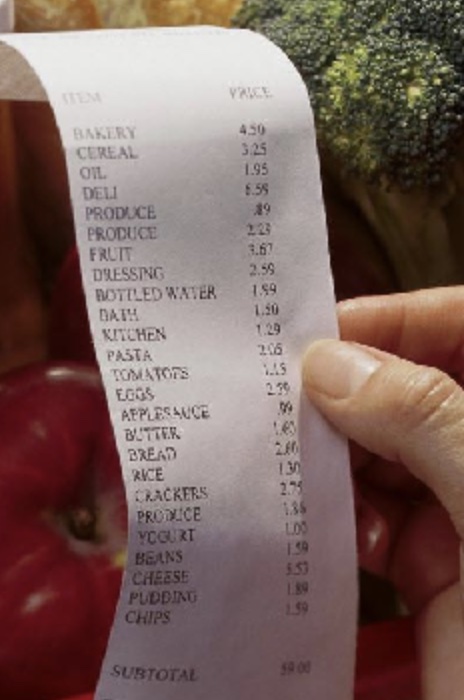 ITEM PRICE
BAKERY 4.50
CEREAL 3.25
OIL 1.95
DELI 6.59
PRODUCE .89
PRODUCE 2.23
FRUIT 3.67
DRESSING 2.59
BOTTLED WATER 1.99
BATH 1.50
KITCHEN 1.29
PASTA 2.05
TOMATOES 1.15
EGGS 2.59
APPLESAUCE .99
BUTTER
BREAD
RICE 1.30
CRACKERS 2.75
PRODUCE
YOGURT 1.00
BEANS 1.59
CHEESE
PUDDING 1.89
CHIPS 1.59
SUBTOTAL